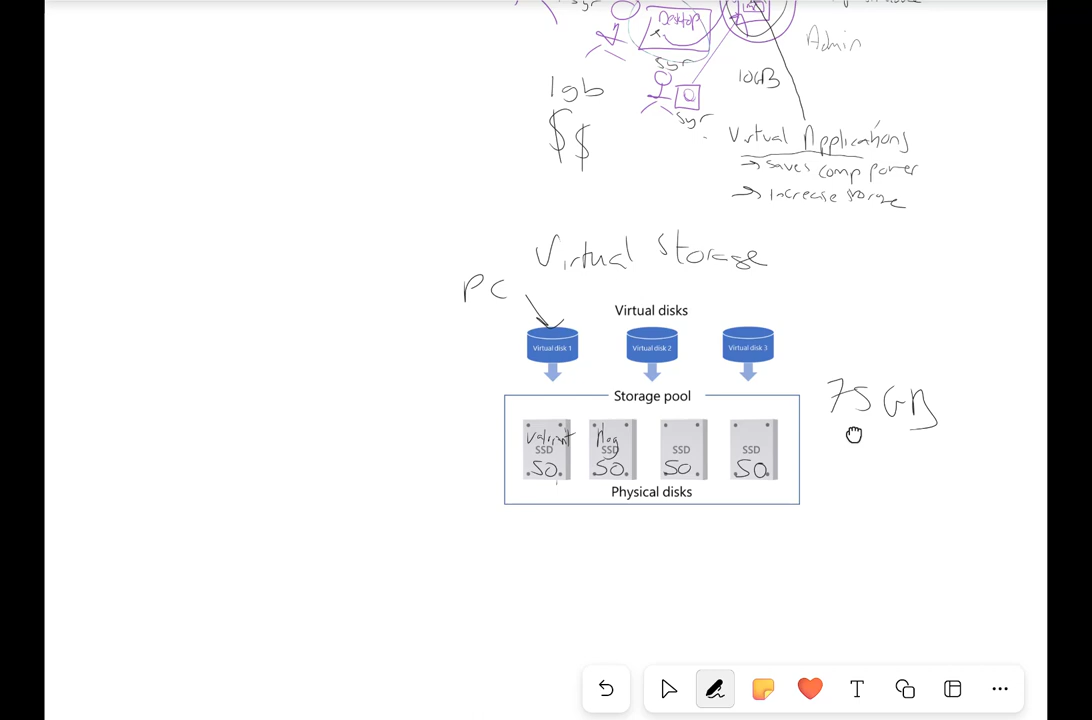 Desktop
Admin
10GB
1gb
$$
Virtual Applications
→ saves comp power
→ Increase storage
Virtual Storage
PC
Virtual disks
Virtual disk 1
Virtual disk 2
Virtual disk 3
Storage pool
75 GB
SSD SSD SSD SSD
50 50 50 50
Physical disks
T